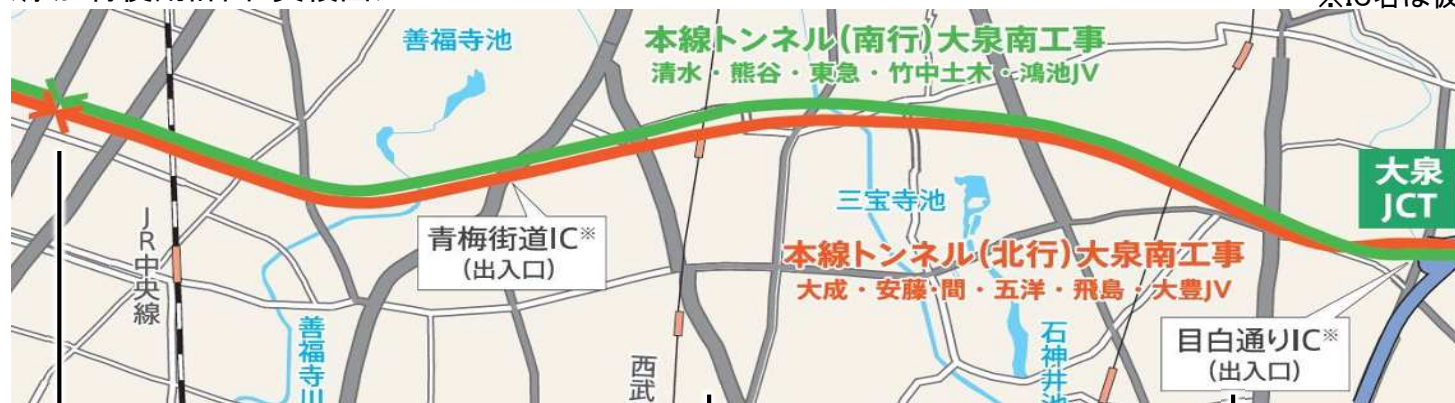 ※IC名は仮
善福寺池
本線トンネル(南行)大泉南工事
清水・熊谷・東急・竹中土木・鴻池JV
大泉
JCT
三宝寺池
青梅街道IC※
(出入口)
JR中央線
本線トンネル(北行)大泉南工事
大成・安藤・間・五洋・飛島・大豊JV
目白通りIC※
(出入口)
善福寺川
西武
石神井池